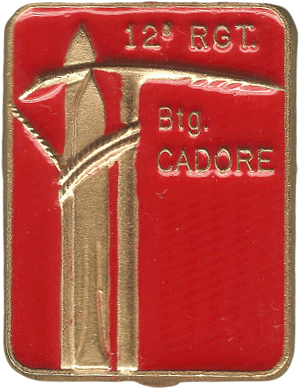 12º RGT.
Btg.
CADORE